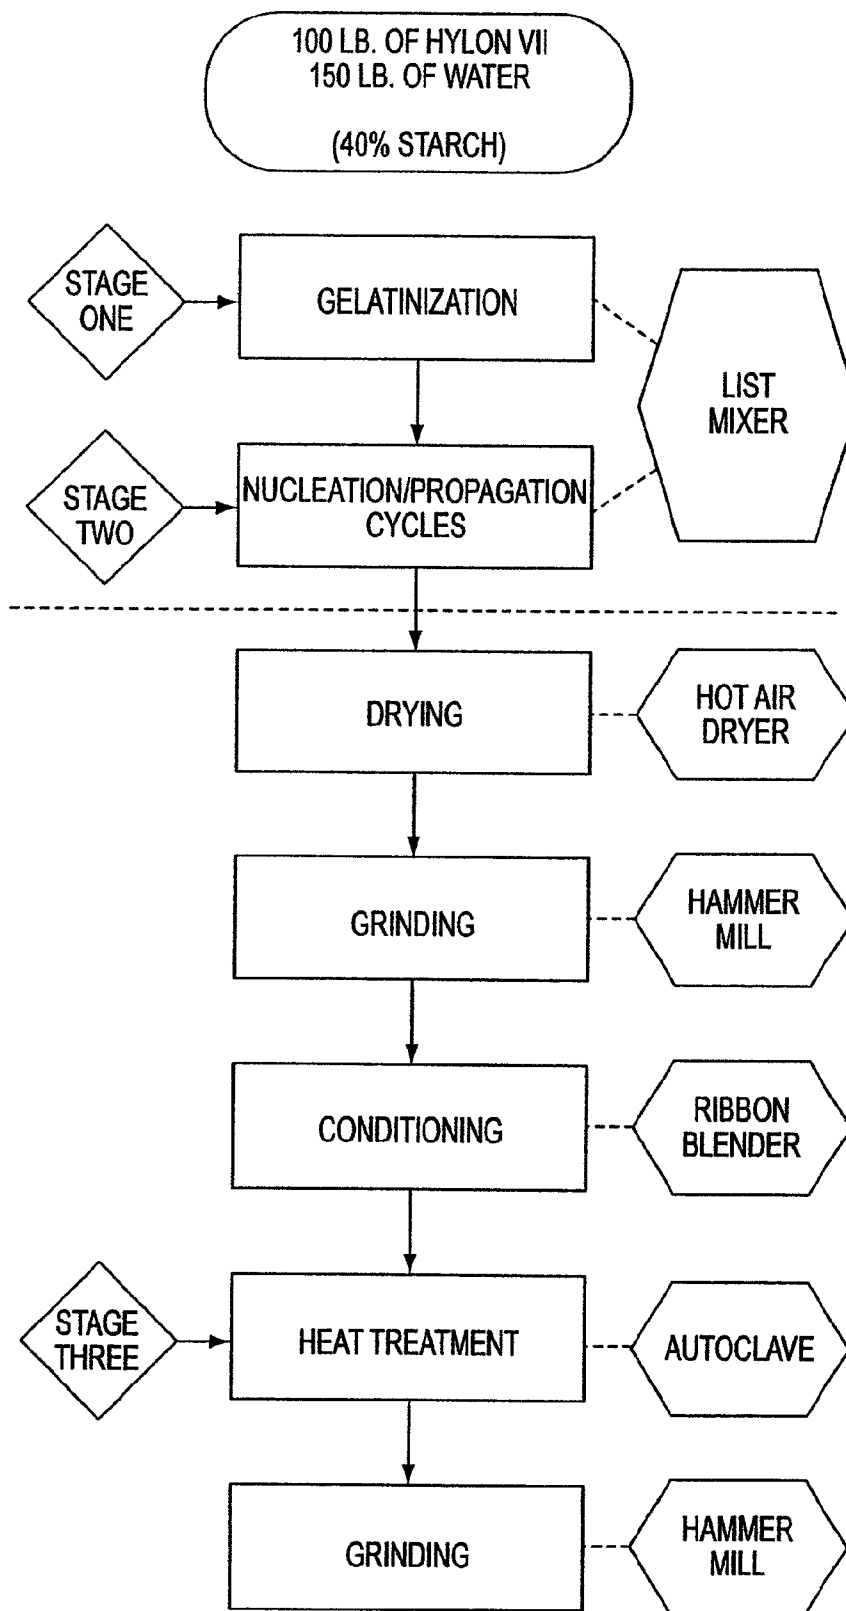 100 LB. OF HYLON VII
150 LB. OF WATER
(40% STARCH)
STAGE
ONE
GELATINIZATION
LIST
MIXER
STAGE
TWO
NUCLEATION/PROPAGATION
CYCLES
DRYING
HOT AIR
DRYER
GRINDING
HAMMER
MILL
CONDITIONING
RIBBON
BLENDER
STAGE
THREE
HEAT TREATMENT
AUTOCLAVE
GRINDING
HAMMER
MILL